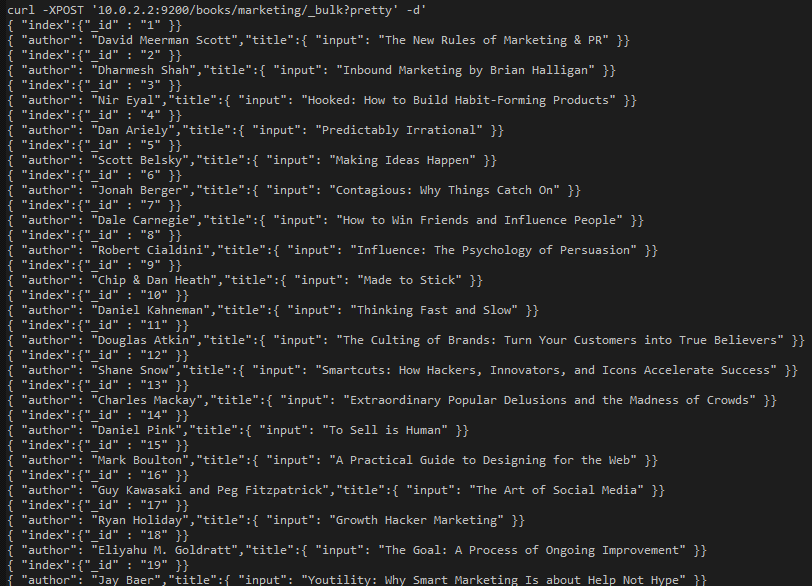 curl -XPOST '10.0.2.2:9200/books/marketing/_bulk?pretty' -d'
{ "index":{"_id" : "1" }}
{ "author": "David Meerman Scott","title":{ "input": "The New Rules of Marketing & PR" }}
{ "index":{"_id" : "2" }}
{ "author": "Dharmesh Shah","title":{ "input": "Inbound Marketing by Brian Halligan" }}
{ "index":{"_id" : "3" }}
{ "author": "Nir Eyal","title":{ "input": "Hooked: How to Build Habit-Forming Products" }}
{ "index":{"_id" : "4" }}
{ "author": "Dan Ariely","title":{ "input": "Predictably Irrational" }}
{ "index":{"_id" : "5" }}
{ "author": "Scott Belsky","title":{ "input": "Making Ideas Happen" }}
{ "index":{"_id" : "6" }}
{ "author": "Jonah Berger","title":{ "input": "Contagious: Why Things Catch On" }}
{ "index":{"_id" : "7" }}
{ "author": "Dale Carnegie","title":{ "input": "How to Win Friends and Influence People" }}
{ "index":{"_id" : "8" }}
{ "author": "Robert Cialdini","title":{ "input": "Influence: The Psychology of Persuasion" }}
{ "index":{"_id" : "9" }}
{ "author": "Chip & Dan Heath","title":{ "input": "Made to Stick" }}
{ "index":{"_id" : "10" }}
{ "author": "Daniel Kahneman","title":{ "input": "Thinking Fast and Slow" }}
{ "index":{"_id" : "11" }}
{ "author": "Douglas Atkin","title":{ "input": "The Culting of Brands: Turn Your Customers into True Believers" }}
{ "index":{"_id" : "12" }}
{ "author": "Shane Snow","title":{ "input": "Smartcuts: How Hackers, Innovators, and Icons Accelerate Success" }}
{ "index":{"_id" : "13" }}
{ "author": "Charles Mackay","title":{ "input": "Extraordinary Popular Delusions and the Madness of Crowds" }}
{ "index":{"_id" : "14" }}
{ "author": "Daniel Pink","title":{ "input": "To Sell is Human" }}
{ "index":{"_id" : "15" }}
{ "author": "Mark Boulton","title":{ "input": "A Practical Guide to Designing for the Web" }}
{ "index":{"_id" : "16" }}
{ "author": "Guy Kawasaki and Peg Fitzpatrick","title":{ "input": "The Art of Social Media" }}
{ "index":{"_id" : "17" }}
{ "author": "Ryan Holiday","title":{ "input": "Growth Hacker Marketing" }}
{ "index":{"_id" : "18" }}
{ "author": "Eliyahu M. Goldratt","title":{ "input": "The Goal: A Process of Ongoing Improvement" }}
{ "index":{"_id" : "19" }}
{ "author": "Jay Baer","title":{ "input": "Youtility: Why Smart Marketing Is about Help Not Hype" }}